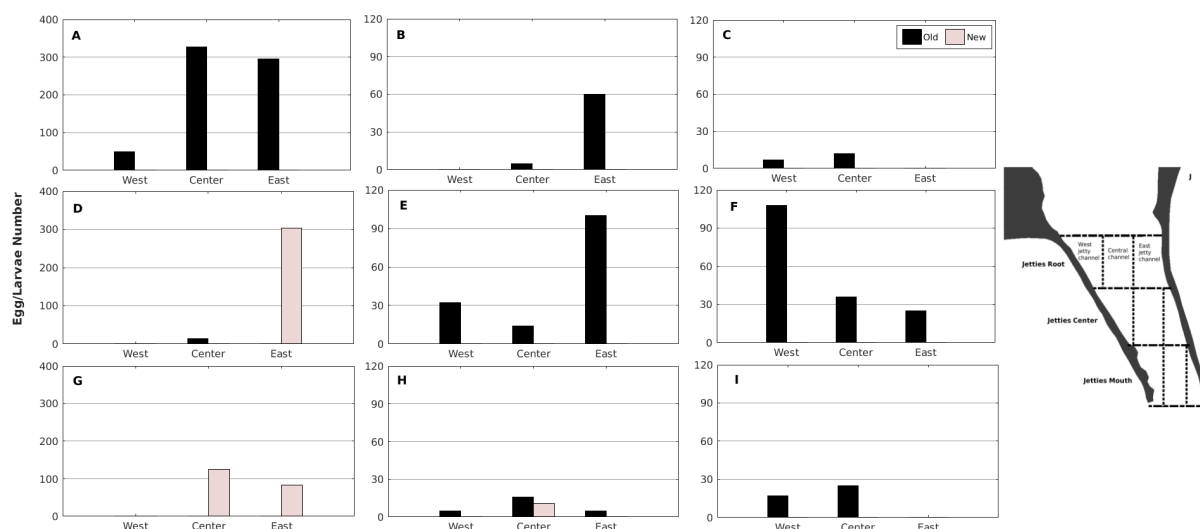 400
300
200
100
0
A
West Center East
120
90
60
30
0
B
West Center East
120
90
60
30
0
C
Old New
West Center East
Egg/Larvae Number
400
300
200
100
0
D
West Center East
120
90
60
30
0
E
West Center East
120
90
60
30
0
F
West Center East
400
300
200
100
0
G
West Center East
120
90
60
30
0
H
West Center East
120
90
60
30
0
I
West Center East
J
West
jetty
channel
Central
channel
East
jetty
channel
Jetties Root
Jetties Center
Jetties Mouth